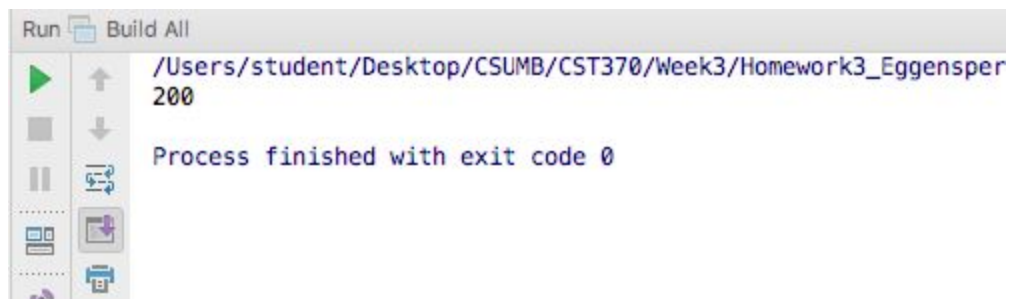 Run Build All
/Users/student/Desktop/CSUMB/CST370/Week3/Homework3_Eggensper
200
Process finished with exit code 0